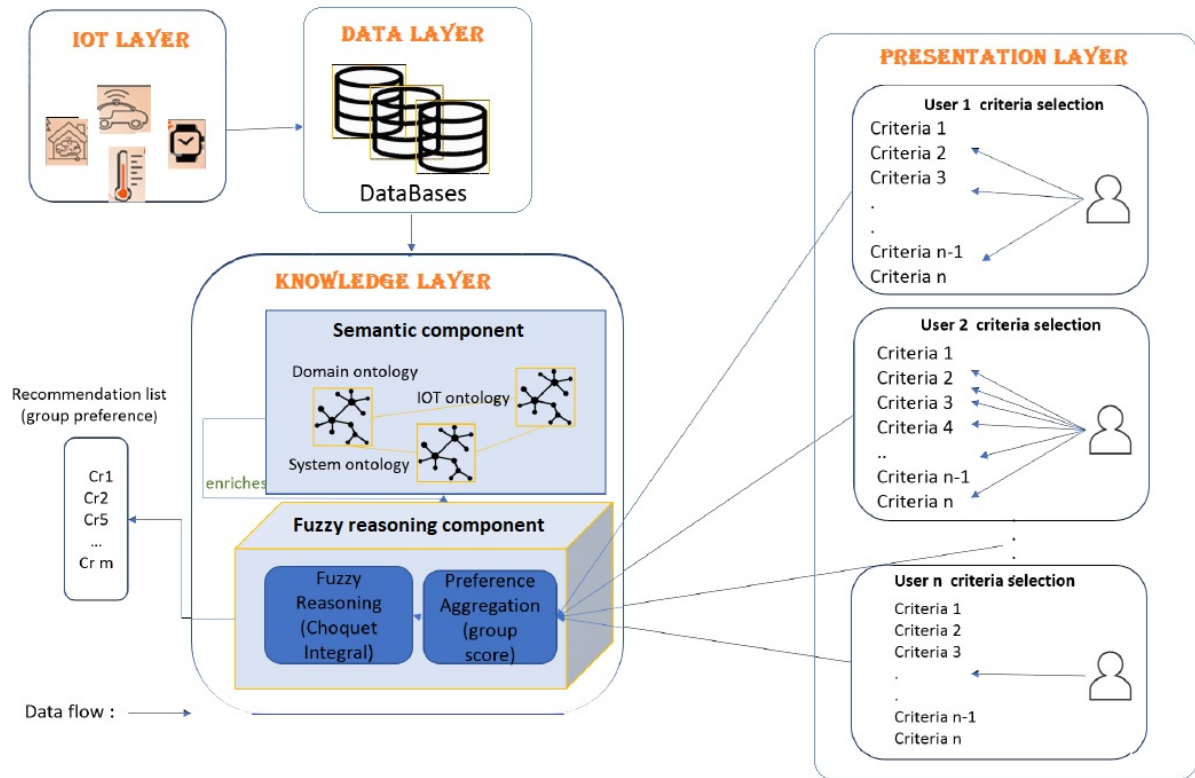 IOT LAYER
DATA LAYER
DataBases
PRESENTATION LAYER
User 1 criteria selection
Criteria 1
Criteria 2
Criteria 3
.
.
Criteria n-1
Criteria n
User 2 criteria selection
Criteria 1
Criteria 2
Criteria 3
Criteria 4
..
Criteria n-1
Criteria n
.
.
User n criteria selection
Criteria 1
Criteria 2
Criteria 3
.
.
Criteria n-1
Criteria n
KNOWLEDGE LAYER
Semantic component
Domain ontology
IOT ontology
System ontology
enriches
Fuzzy reasoning component
Fuzzy
Reasoning
(Choquet
Integral)
Preference
Aggregation
(group
score)
Recommendation list
(group preference)
Cr1
Cr2
Cr5
...
Cr m
Data flow :